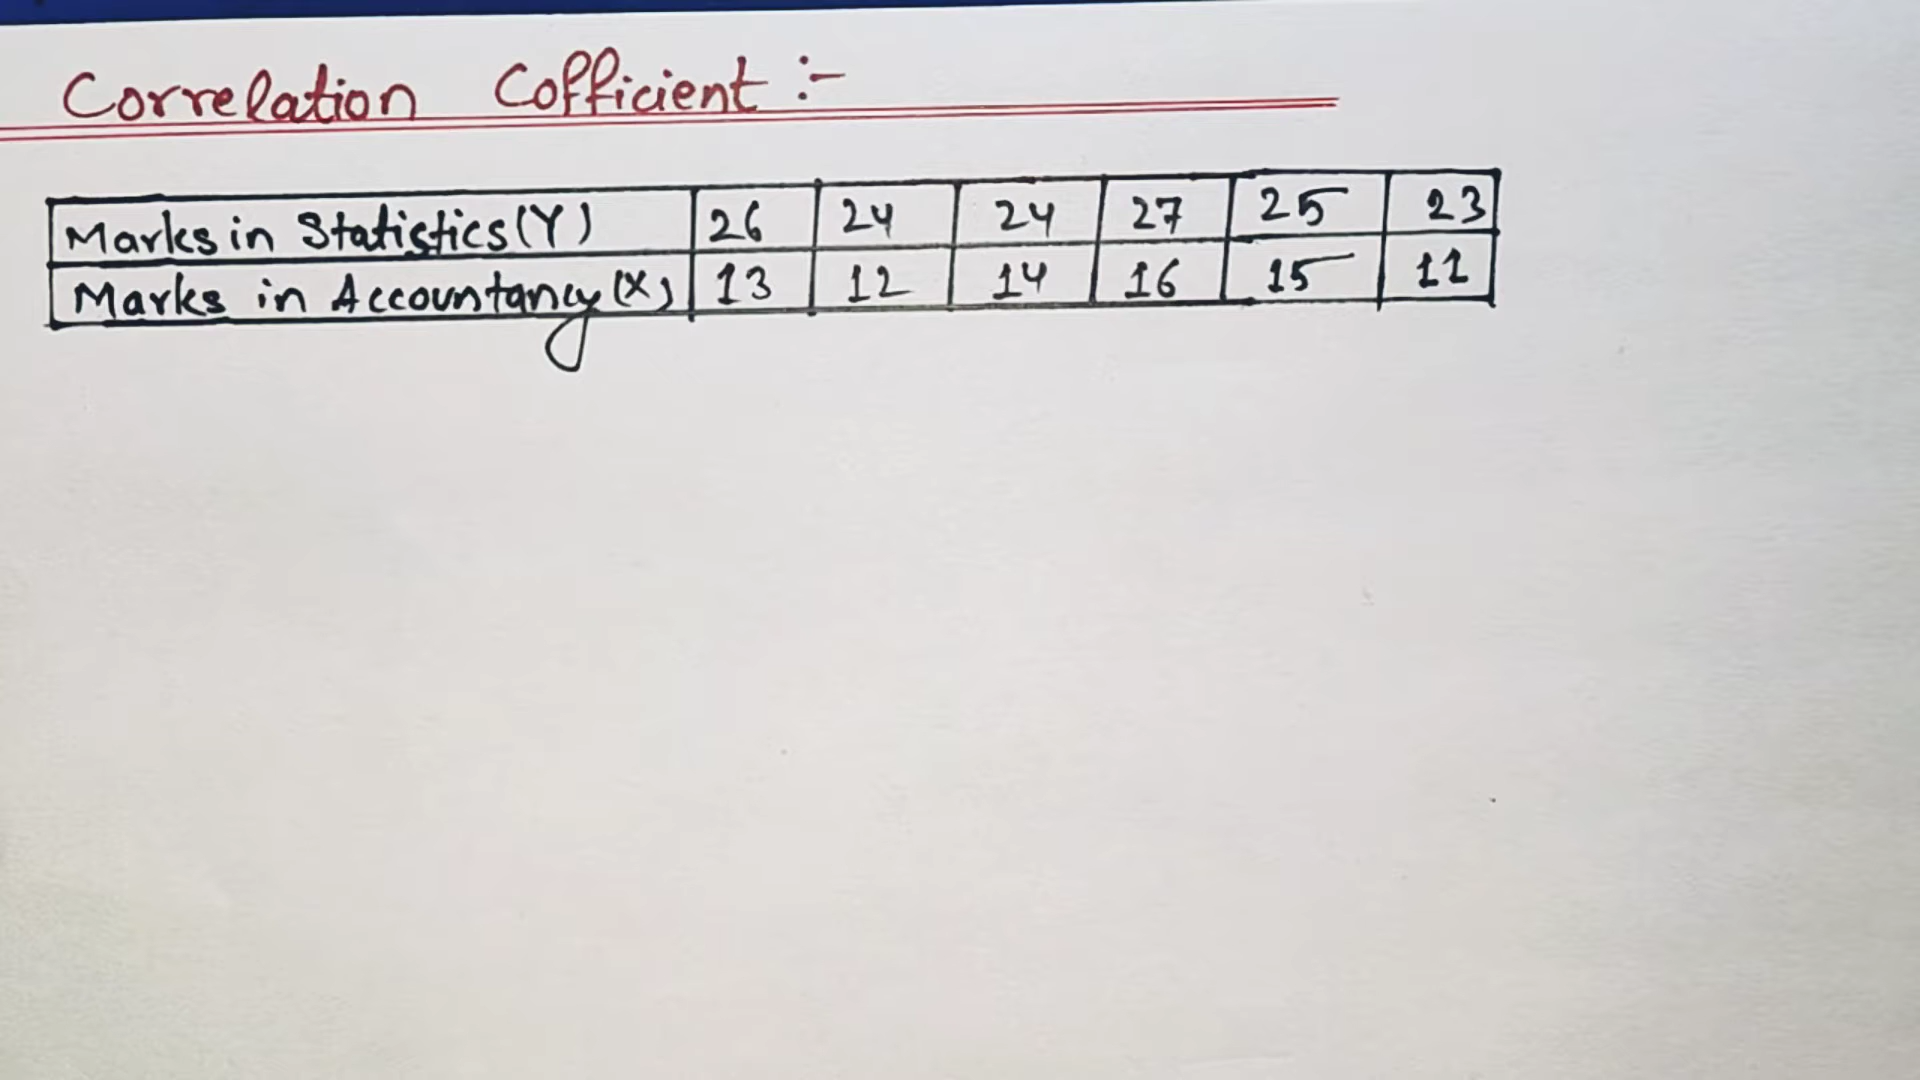 Correlation Cofficient :-
Marks in Statistics (Y) 26 24 24 27 25 23
Marks in Accountancy (X) 13 12 14 16 15 11